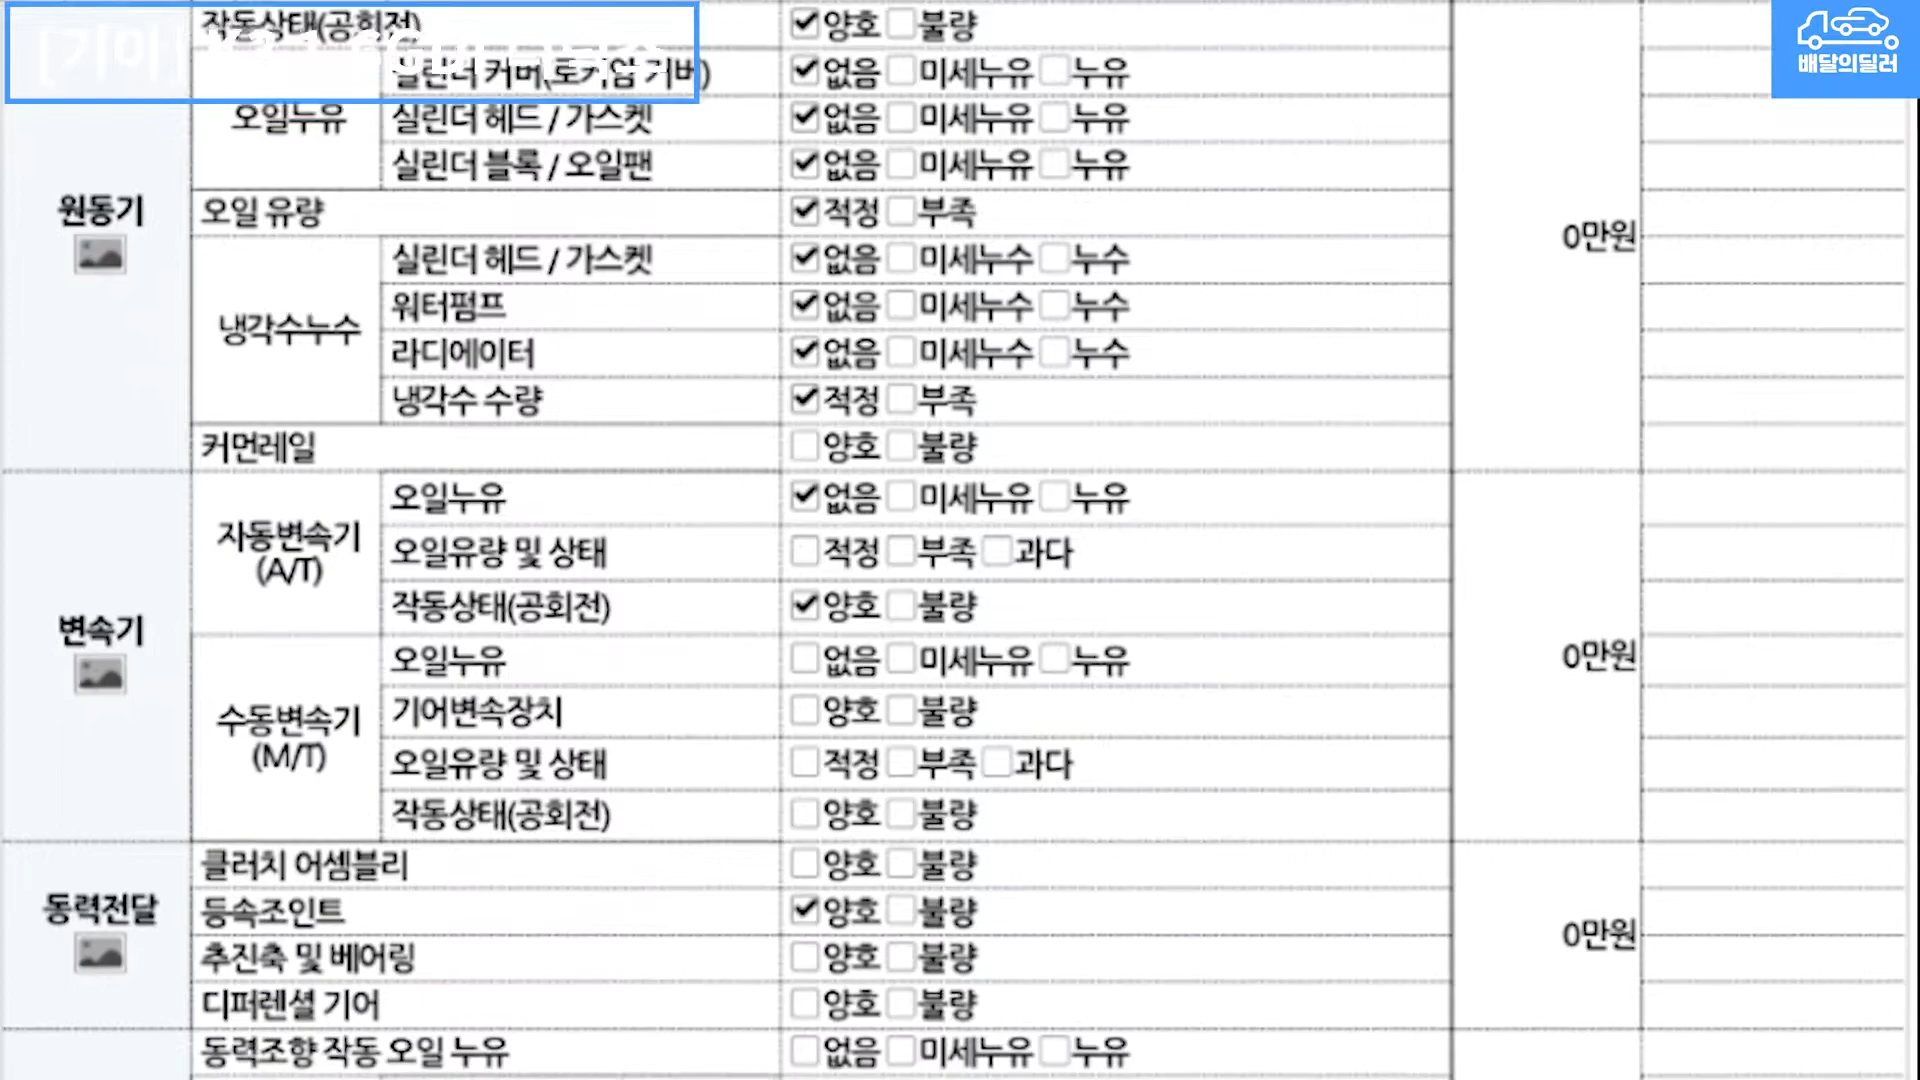 작동상태(공회전) 양호 불량
실린더 커버(로커암 커버) 없음 미세누유 누유
[기아]
배달의딜러
오일누유 실린더 헤드 / 가스켓 없음 미세누유 누유
실린더 블록 / 오일팬 없음 미세누유 누유
원동기 오일 유량 적정 부족
0만원
냉각수누수 실린더 헤드 / 가스켓 없음 미세누수 누수
워터펌프 없음 미세누수 누수
라디에이터 없음 미세누수 누수
냉각수 수량 적정 부족
커먼레일 양호 불량
변속기 자동변속기 (A/T) 오일누유 없음 미세누유 누유
오일유량 및 상태 적정 부족 과다
작동상태(공회전) 양호 불량
0만원
수동변속기 (M/T) 오일누유 없음 미세누유 누유
기어변속장치 양호 불량
오일유량 및 상태 적정 부족 과다
작동상태(공회전) 양호 불량
동력전달 클러치 어셈블리 양호 불량
등속조인트 양호 불량
0만원
추진축 및 베어링 양호 불량
디퍼렌셜 기어 양호 불량
동력조향 작동 오일 누유 없음 미세누유 누유